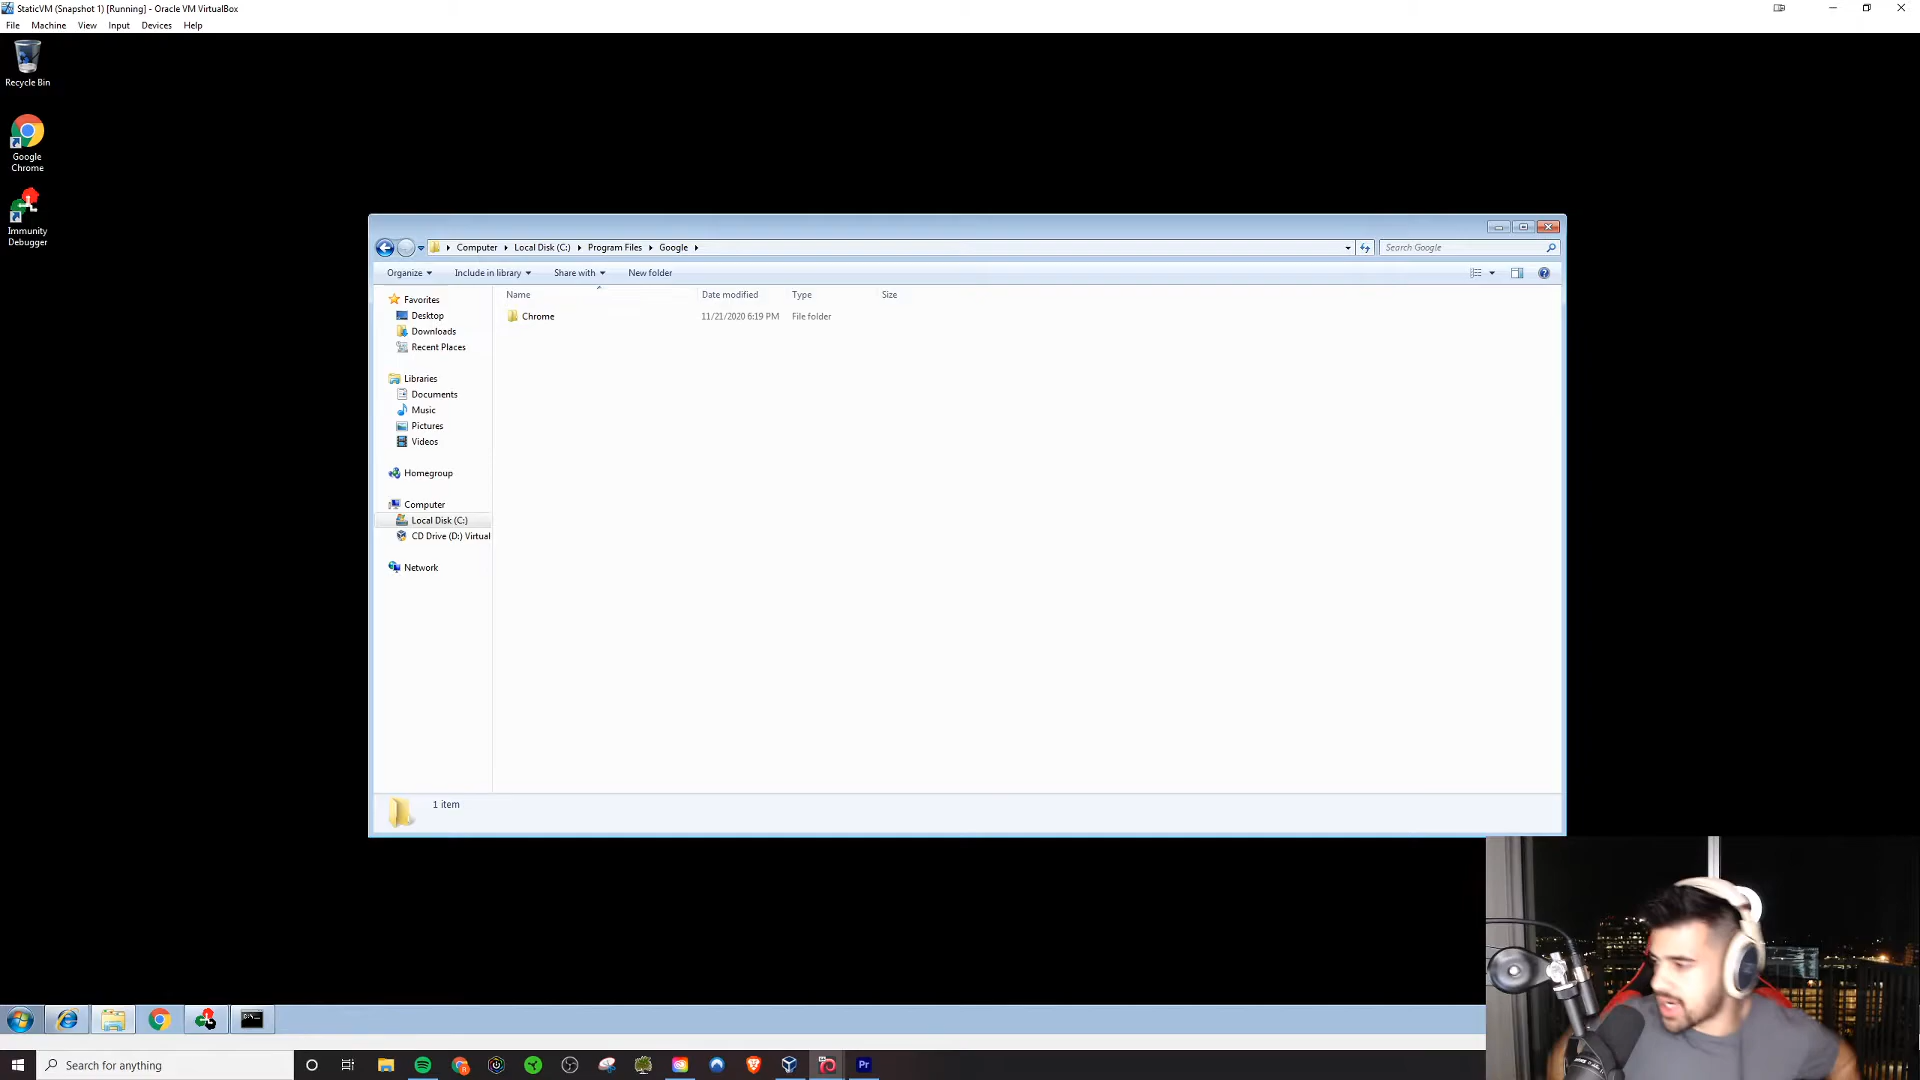 StaticVM (Snapshot 1) [Running] - Oracle VM VirtualBox
File Machine View Input Devices Help
Recycle Bin
Google
Chrome
Immunity
Debugger
Computer Local Disk (C:) Program Files Google
Search Google
Organize Include in library Share with New folder
Name Date modified Type Size
Chrome 11/21/2020 6:19 PM File folder
Favorites
Desktop
Downloads
Recent Places
Libraries
Documents
Music
Pictures
Videos
Homegroup
Computer
Local Disk (C:)
CD Drive (D:) Virtual
Network
1 item
C:\_
Search for anything
Pr